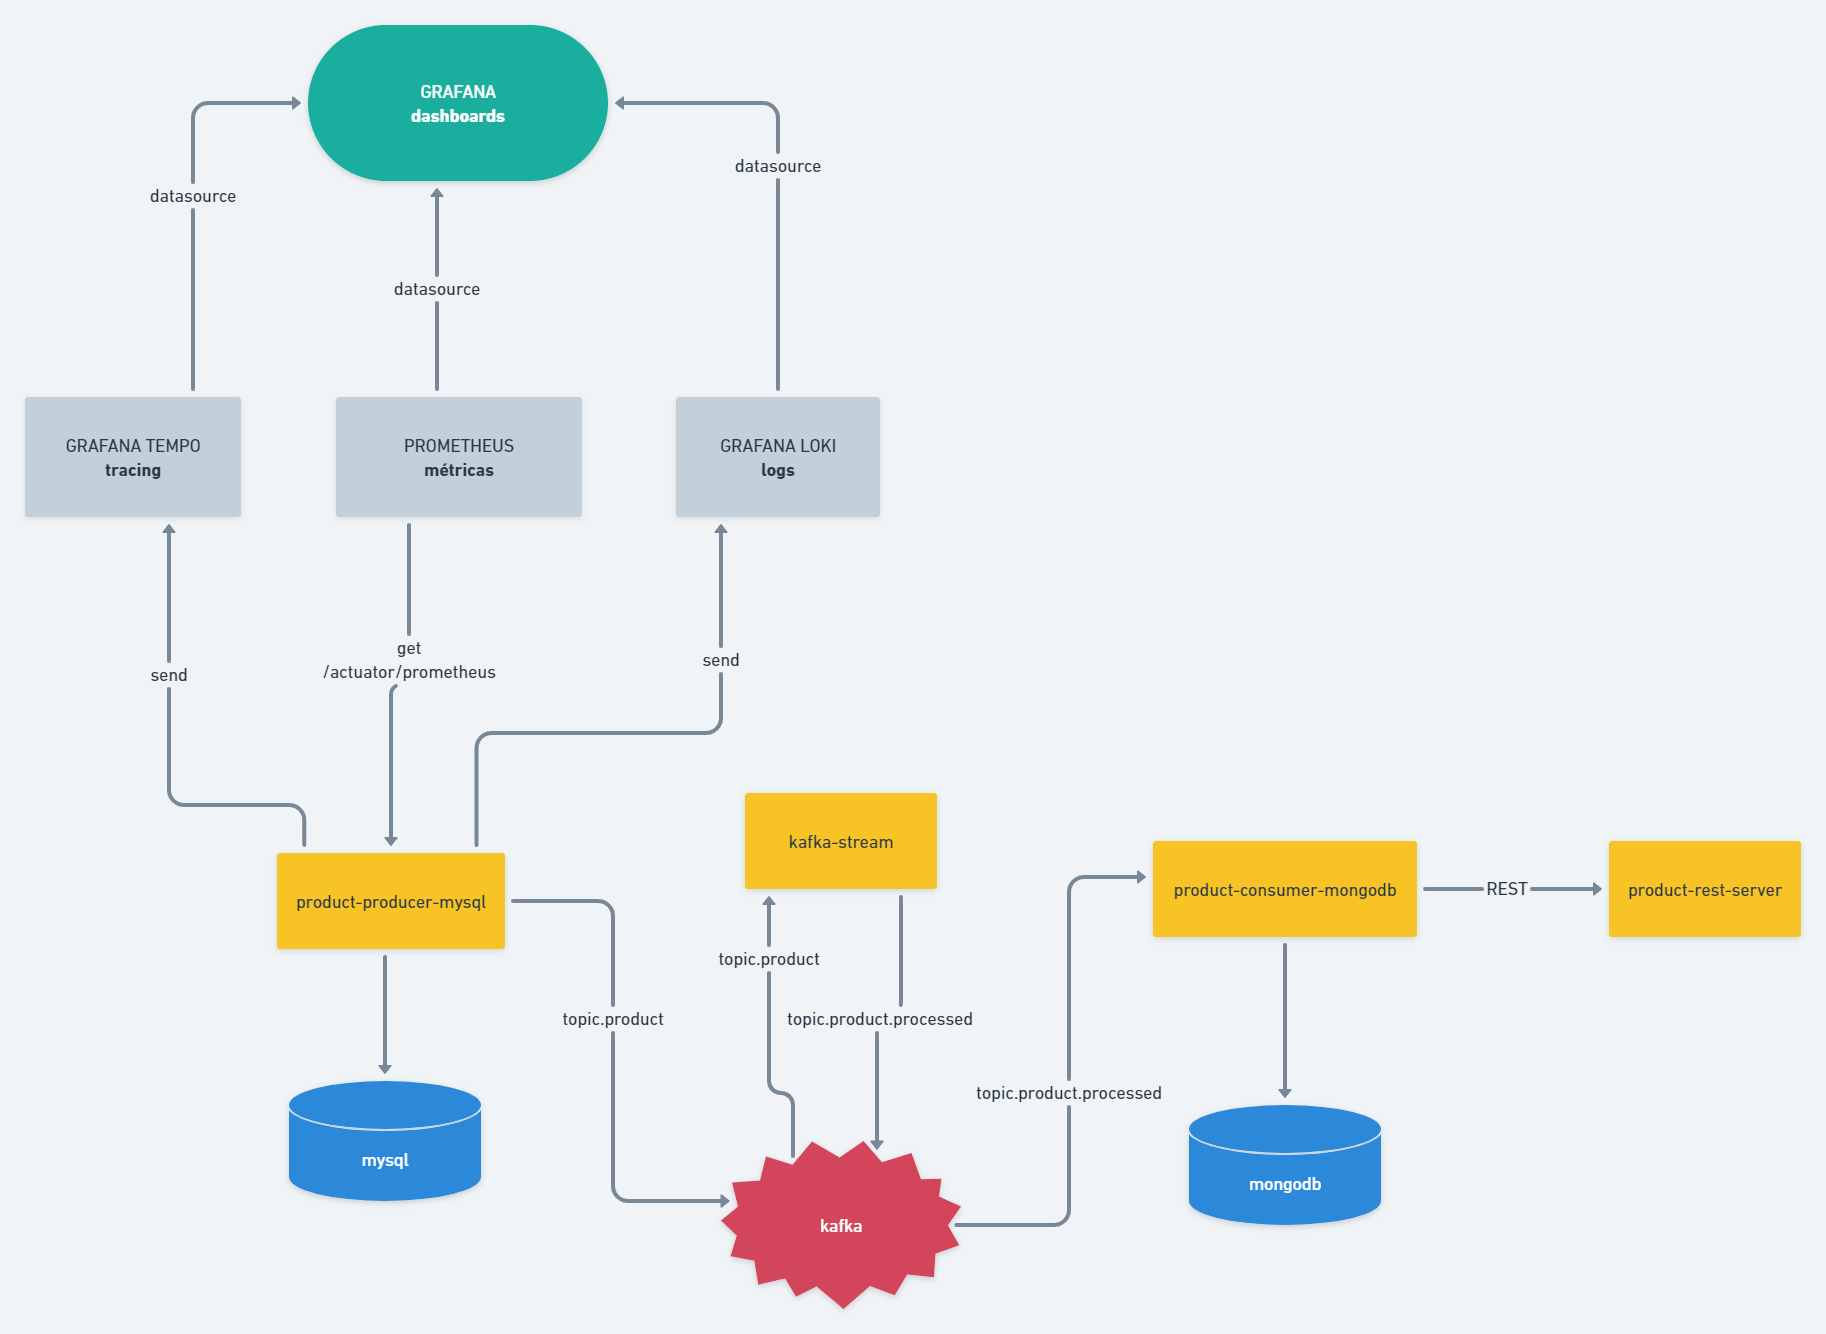 GRAFANA
dashboards
datasource
datasource
datasource
GRAFANA TEMPO
tracing
PROMETHEUS
métricas
GRAFANA LOKI
logs
send
get
/actuator/prometheus
send
kafka-stream
product-producer-mysql
product-consumer-mongodb
REST
product-rest-server
topic.product
topic.product
topic.product.processed
topic.product.processed
mysql
mongodb
kafka